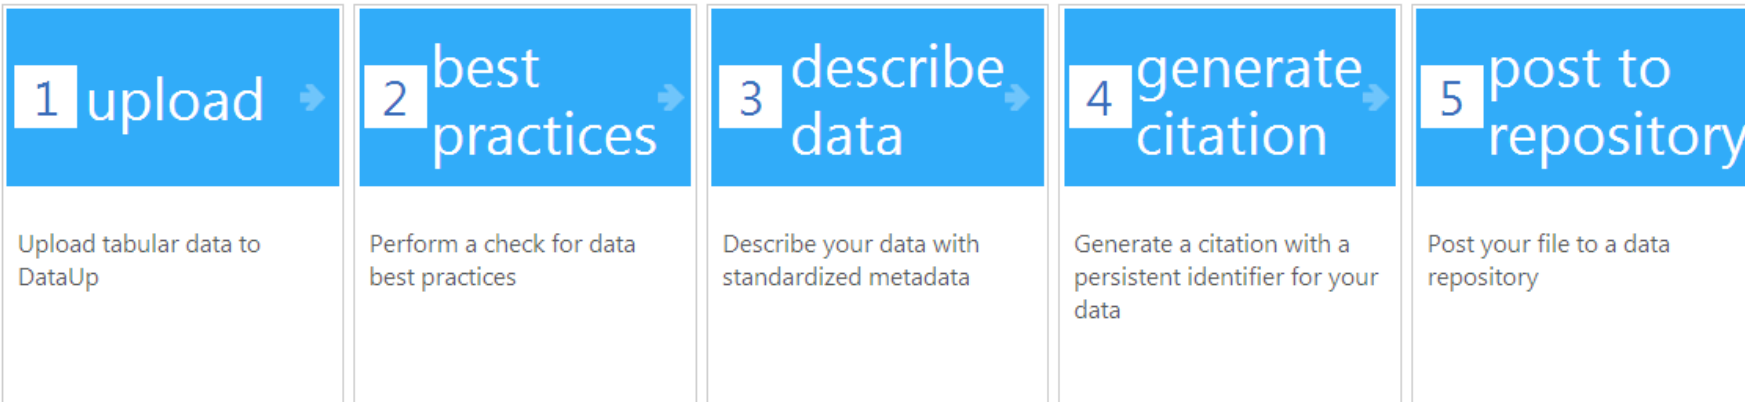 1 upload
Upload tabular data to
DataUp
2 best
practices
Perform a check for data
best practices
3 describe
data
Describe your data with
standardized metadata
4 generate
citation
Generate a citation with a
persistent identifier for your
data
5 post to
repository
Post your file to a data
repository